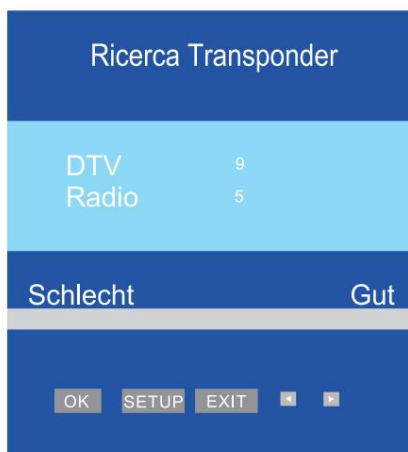 Ricerca Transponder
DTV 9
Radio 5
Schlecht Gut
OK SETUP EXIT